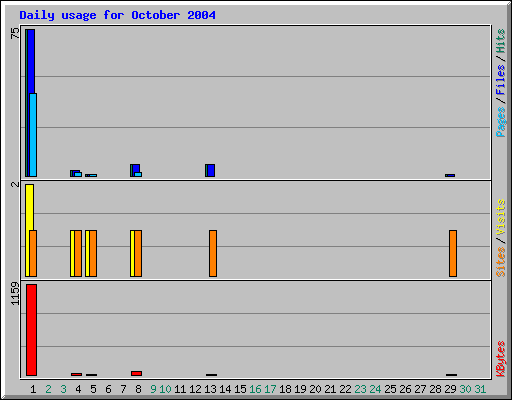 Daily usage for October 2004
75
Pages / Files / Hits
2
Sites / Visits
1159
KBytes
1 2 3 4 5 6 7 8 9 10 11 12 13 14 15 16 17 18 19 20 21 22 23 24 25 26 27 28 29 30 31